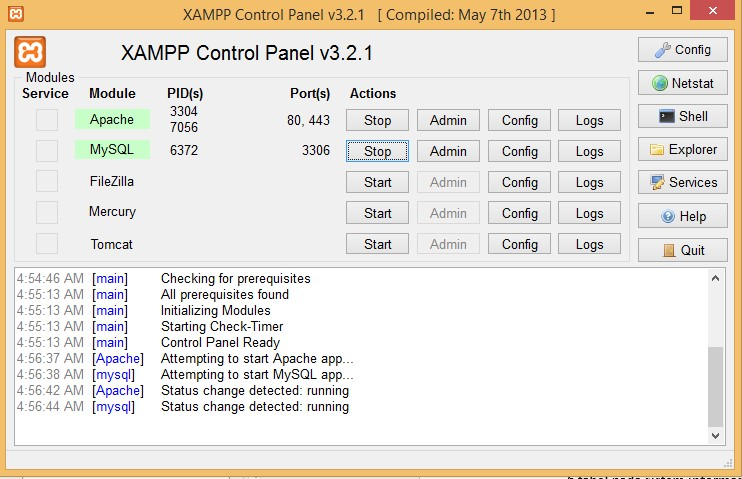 XAMPP Control Panel v3.2.1 [ Compiled: May 7th 2013 ]
XAMPP Control Panel v3.2.1
Config
Modules
Service Module PID(s) Port(s) Actions
Netstat
Apache 3304 7056 80, 443 Stop Admin Config Logs
Shell
MySQL 6372 3306 Stop Admin Config Logs
Explorer
FileZilla Start Admin Config Logs
Services
Mercury Start Admin Config Logs
Help
Tomcat Start Admin Config Logs
Quit
4:54:46 AM [main] Checking for prerequisites
4:55:13 AM [main] All prerequisites found
4:55:13 AM [main] Initializing Modules
4:55:13 AM [main] Starting Check-Timer
4:55:13 AM [main] Control Panel Ready
4:56:37 AM [Apache] Attempting to start Apache app...
4:56:38 AM [mysql] Attempting to start MySQL app...
4:56:42 AM [Apache] Status change detected: running
4:56:44 AM [mysql] Status change detected: running